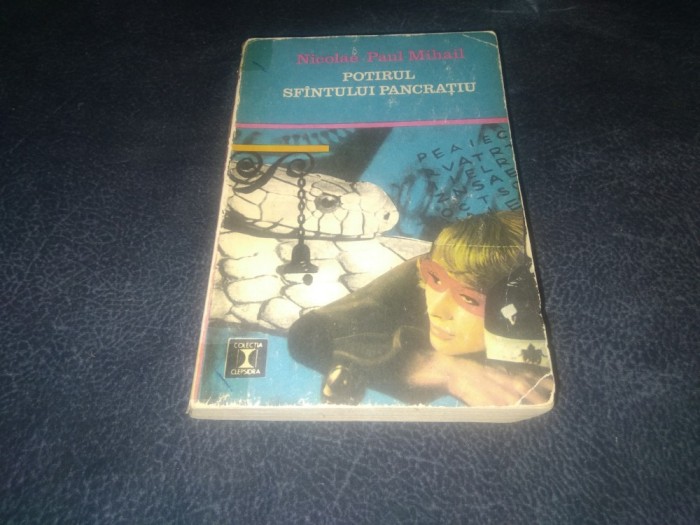 Nicolae Paul Mihail
POTIRUL
SFÎNTULUI PANCRAȚIU
COLECȚIA
CLEPSIDRA